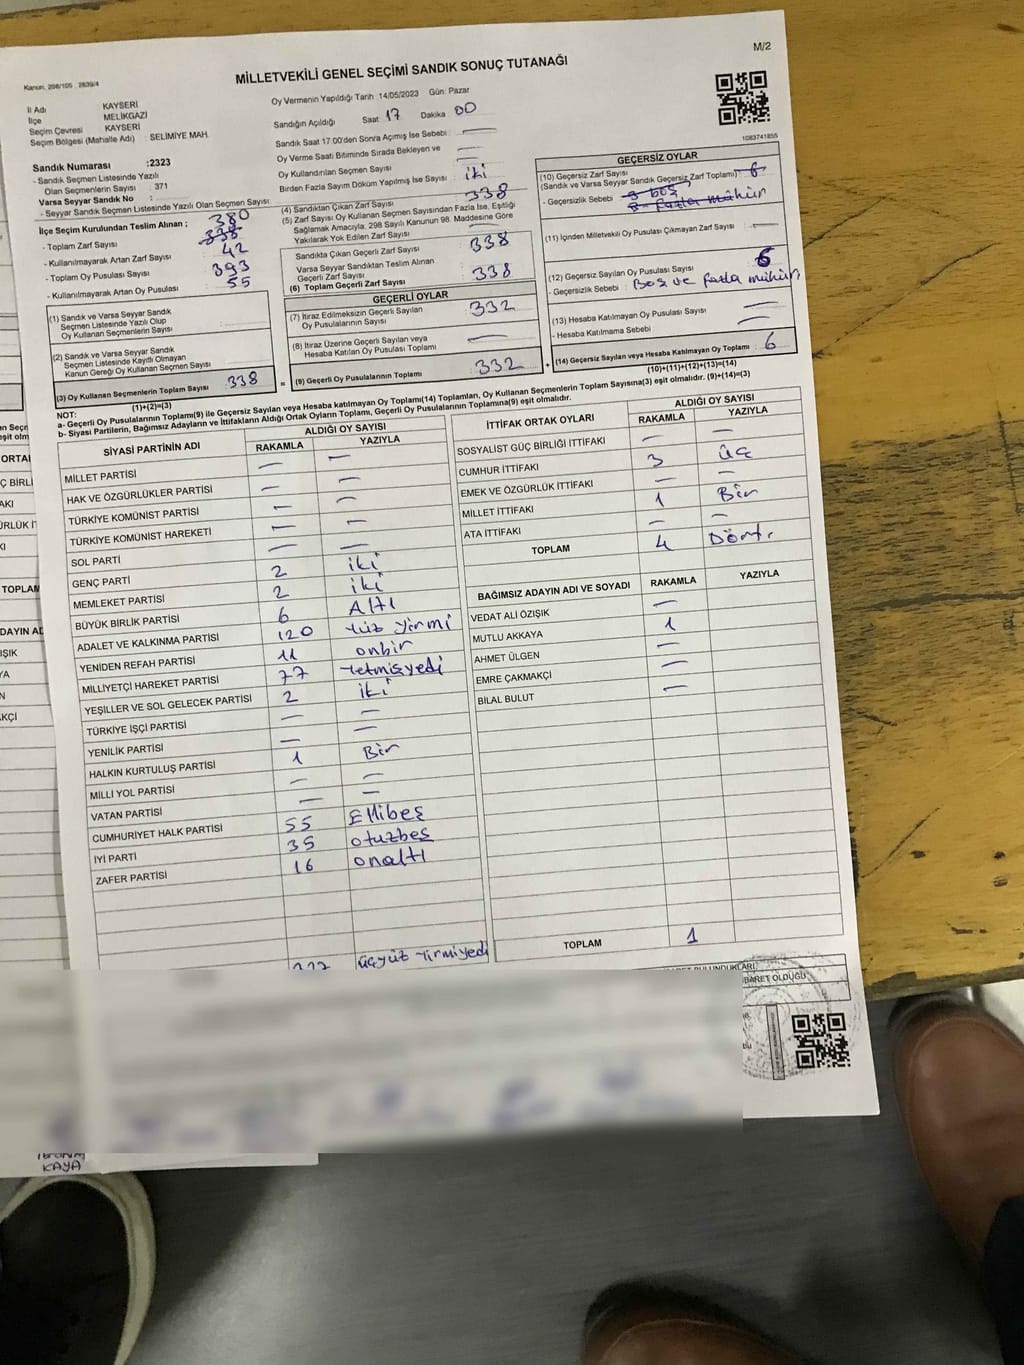 M/2
Kanun, 298/105 2839/4
MİLLETVEKİLİ GENEL SEÇİMİ SANDIK SONUÇ TUTANAĞI
İl Adı KAYSERİ
İlçe MELİKGAZİ
Seçim Çevresi KAYSERİ
Seçim Bölgesi (Mahalle Adı) : SELİMİYE MAH.
Oy Vermenin Yapıldığı Tarih :14/05/2023 Gün: Pazar
Sandığın Açıldığı Saat 17 Dakika 00
Sandık Saat 17:00'den Sonra Açımış İse Sebebi : —
Oy Verme Saati Bitiminde Sırada Bekleyen ve
Oy Kullandırılan Seçmen Sayısı : —
Birden Fazla Sayım Döküm Yapılmış İse Sayısı : iki
1083741855
Sandık Numarası :2323
- Sandık Seçmen Listesinde Yazılı
Olan Seçmenlerin Sayısı : 371
Varsa Seyyar Sandık No :
- Seyyar Sandık Seçmen Listesinde Yazılı Olan Seçmen Sayısı
İlçe Seçim Kurulundan Teslim Alınan ; 380
- Toplam Zarf Sayısı : 338
- Kullanılmayarak Artan Zarf Sayısı : 42
- Toplam Oy Pusulası Sayısı : 393
- Kullanılmayarak Artan Oy Pusulası : 55
(1) Sandık ve Varsa Seyyar Sandık
Seçmen Listesinde Yazılı Olup
Oy Kullanan Seçmenlerin Sayısı :
(2) Sandık ve Varsa Seyyar Sandık
Seçmen Listesinde Kayıtlı Olmayan
Kanun Gereği Oy Kullanan Seçmen Sayısı
(3) Oy Kullanan Seçmenlerin Toplam Sayısı : 338
(1)+(2)=(3)
(4) Sandıktan Çıkan Zarf Sayısı : 338
(5) Zarf Sayısı Oy Kullanan Seçmen Sayısından Fazla İse, Eşitliği
Sağlamak Amacıyla, 298 Sayılı Kanunun 98. Maddesine Göre
Yakılarak Yok Edilen Zarf Sayısı : —
Sandıkta Çıkan Geçerli Zarf Sayısı : 338
Varsa Seyyar Sandıktan Teslim Alınan
Geçerli Zarf Sayısı
(6) Toplam Geçerli Zarf Sayısı : 338
GEÇERLİ OYLAR
(7) İtiraz Edilmeksizin Geçerli Sayılan
Oy Pusulalarının Sayısı : 332
(8) İtiraz Üzerine Geçerli Sayılan veya
Hesaba Katılan Oy Pusulası Toplamı : —
(9) Geçerli Oy Pusulalarının Toplamı : 332
GEÇERSİZ OYLAR
(10) Geçersiz Zarf Sayısı
(Sandık ve Varsa Seyyar Sandık Geçersiz Zarf Toplamı) : 6
- Geçersizlik Sebebi : 3 boş
3 - fazla mühür
(11) İçinden Milletvekili Oy Pusulası Çıkmayan Zarf Sayısı : —
(12) Geçersiz Sayılan Oy Pusulası Sayısı : 6
- Geçersizlik Sebebi : Boş ve fazla mühür
(13) Hesaba Katılmayan Oy Pusulası Sayısı : —
- Hesaba Katılmama Sebebi : —
(14) Geçersiz Sayılan veya Hesaba Katılmayan Oy Toplamı : 6
(10)+(11)+(12)+(13)=(14)
NOT:
a- Geçerli Oy Pusulalarının Toplamı(9) ile Geçersiz Sayılan veya Hesaba katılmayan Oy Toplamı(14) Toplamları, Oy Kullanan Seçmenlerin Toplam Sayısına(3) eşit olmalıdır. (9)+(14)=(3)
b- Siyasi Partilerin, Bağımsız Adayların ve İttifakların Aldığı Ortak Oyların Toplamı, Geçerli Oy Pusulalarının Toplamına(9) eşit olmalıdır.
SİYASİ PARTİNİN ADI ALDIĞI OY SAYISI
RAKAMLA YAZIYLA
MİLLET PARTİSİ — —
HAK VE ÖZGÜRLÜKLER PARTİSİ — —
TÜRKİYE KOMÜNİST PARTİSİ — —
TÜRKİYE KOMÜNİST HAREKETİ — —
SOL PARTİ — —
GENÇ PARTİ 2 iki
MEMLEKET PARTİSİ 2 iki
BÜYÜK BİRLİK PARTİSİ 6 Altı
ADALET VE KALKINMA PARTİSİ 120 Yüz Yirmi
YENİDEN REFAH PARTİSİ 11 onbir
MİLLİYETÇİ HAREKET PARTİSİ 77 Yetmişyedi
YEŞİLLER VE SOL GELECEK PARTİSİ 2 iki
TÜRKİYE İŞÇİ PARTİSİ — —
YENİLİK PARTİSİ — —
HALKIN KURTULUŞ PARTİSİ 1 Bir
MİLLİ YOL PARTİSİ — —
VATAN PARTİSİ — —
CUMHURİYET HALK PARTİSİ 55 Ellibeş
İYİ PARTİ 35 otuzbeş
ZAFER PARTİSİ 16 onaltı
üçyüz Yirmiyedi
İTTİFAK ORTAK OYLARI ALDIĞI OY SAYISI
RAKAMLA YAZIYLA
SOSYALİST GÜÇ BİRLİĞİ İTTİFAKI — —
CUMHUR İTTİFAKI 3 üç
EMEK VE ÖZGÜRLÜK İTTİFAKI — —
MİLLET İTTİFAKI 1 Bir
ATA İTTİFAKI — —
TOPLAM 4 Dört.
BAĞIMSIZ ADAYIN ADI VE SOYADI RAKAMLA YAZIYLA
VEDAT ALİ ÖZIŞIK —
MUTLU AKKAYA 1
AHMET ÜLGEN —
EMRE ÇAKMAKÇİ —
BİLAL BULUT —
TOPLAM 1
BARET OLDUĞU
KAYA